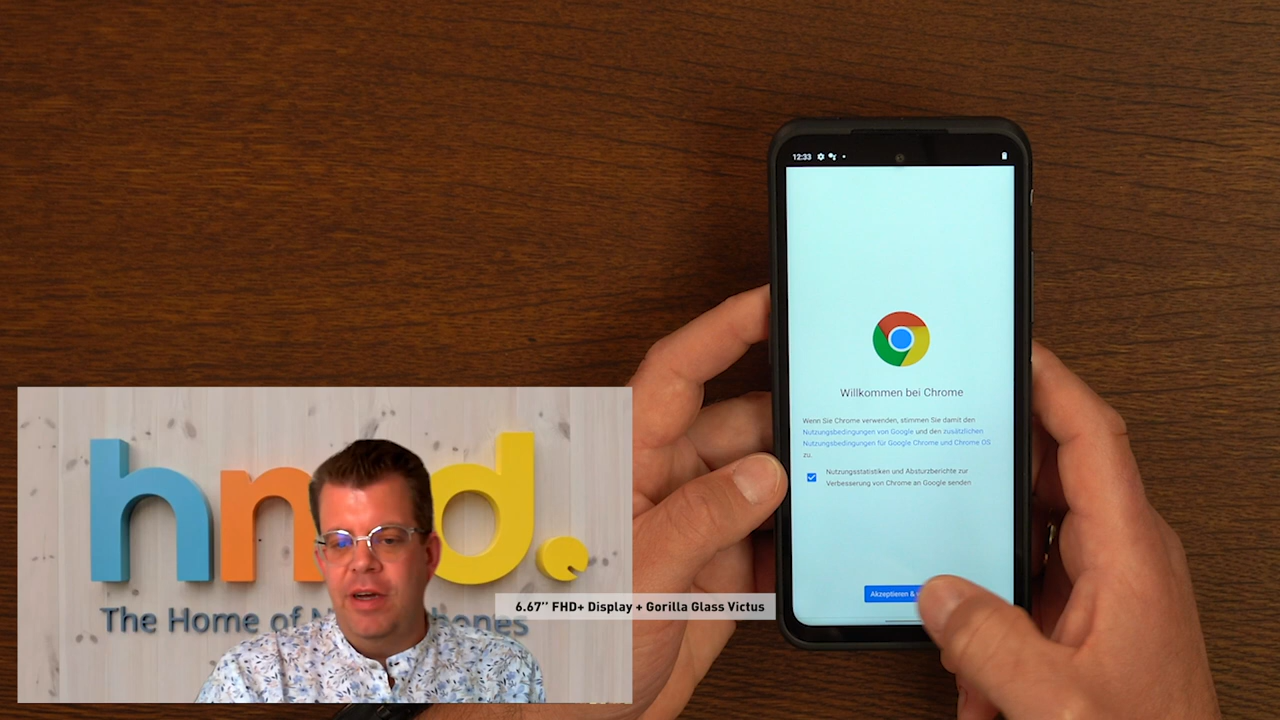 12:33
Willkommen bei Chrome
Wenn Sie Chrome verwenden, stimmen Sie damit den
Nutzungsbedingungen von Google und den zusätzlichen
Nutzungsbedingungen für Google Chrome und Chrome OS
zu.
Nutzungsstatistiken und Absturzberichte zur
Verbesserung von Chrome an Google senden
Akzeptieren &
d.
The Home of
6.67’’ FHD+ Display + Gorilla Glass Victus